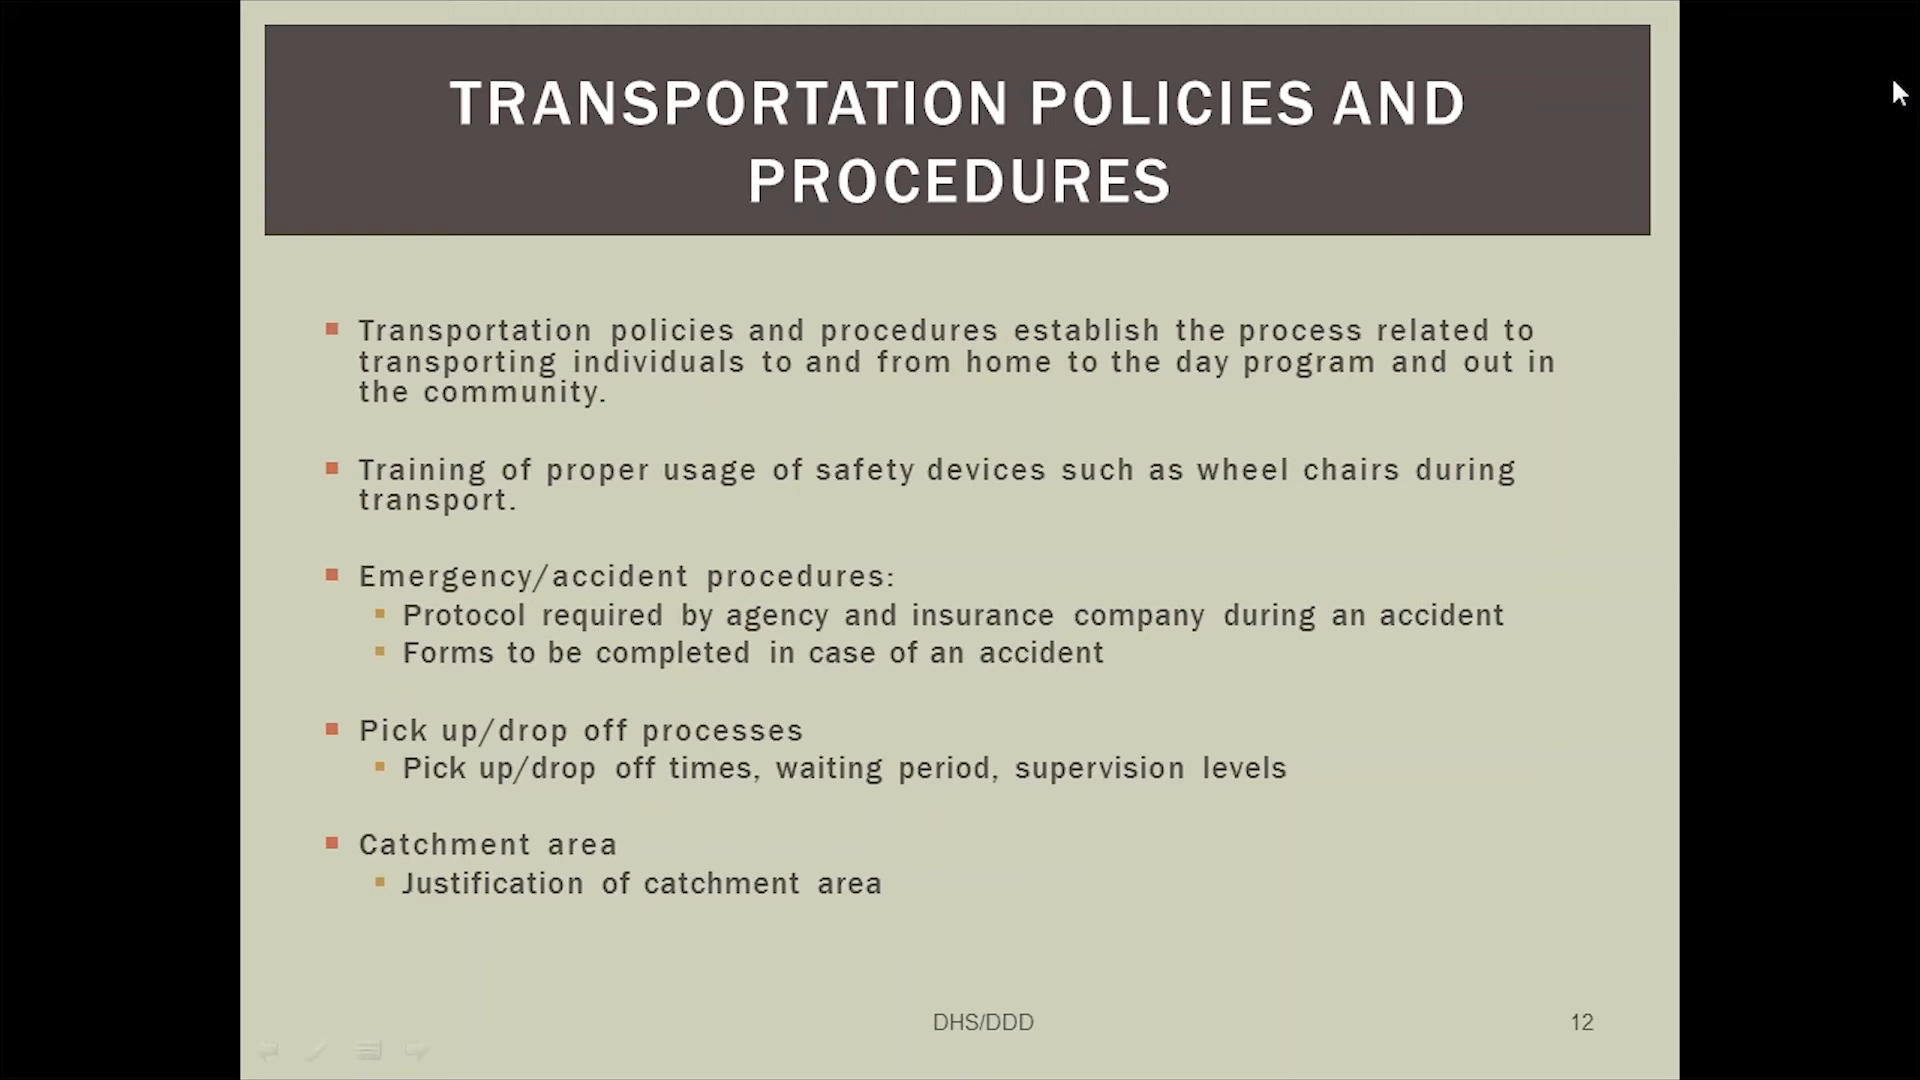 TRANSPORTATION POLICIES AND
PROCEDURES
Transportation policies and procedures establish the process related to
transporting individuals to and from home to the day program and out in
the community.
Training of proper usage of safety devices such as wheel chairs during
transport.
Emergency/accident procedures:
Protocol required by agency and insurance company during an accident
Forms to be completed in case of an accident
Pick up/drop off processes
Pick up/drop off times, waiting period, supervision levels
Catchment area
Justification of catchment area
DHS/DDD
12